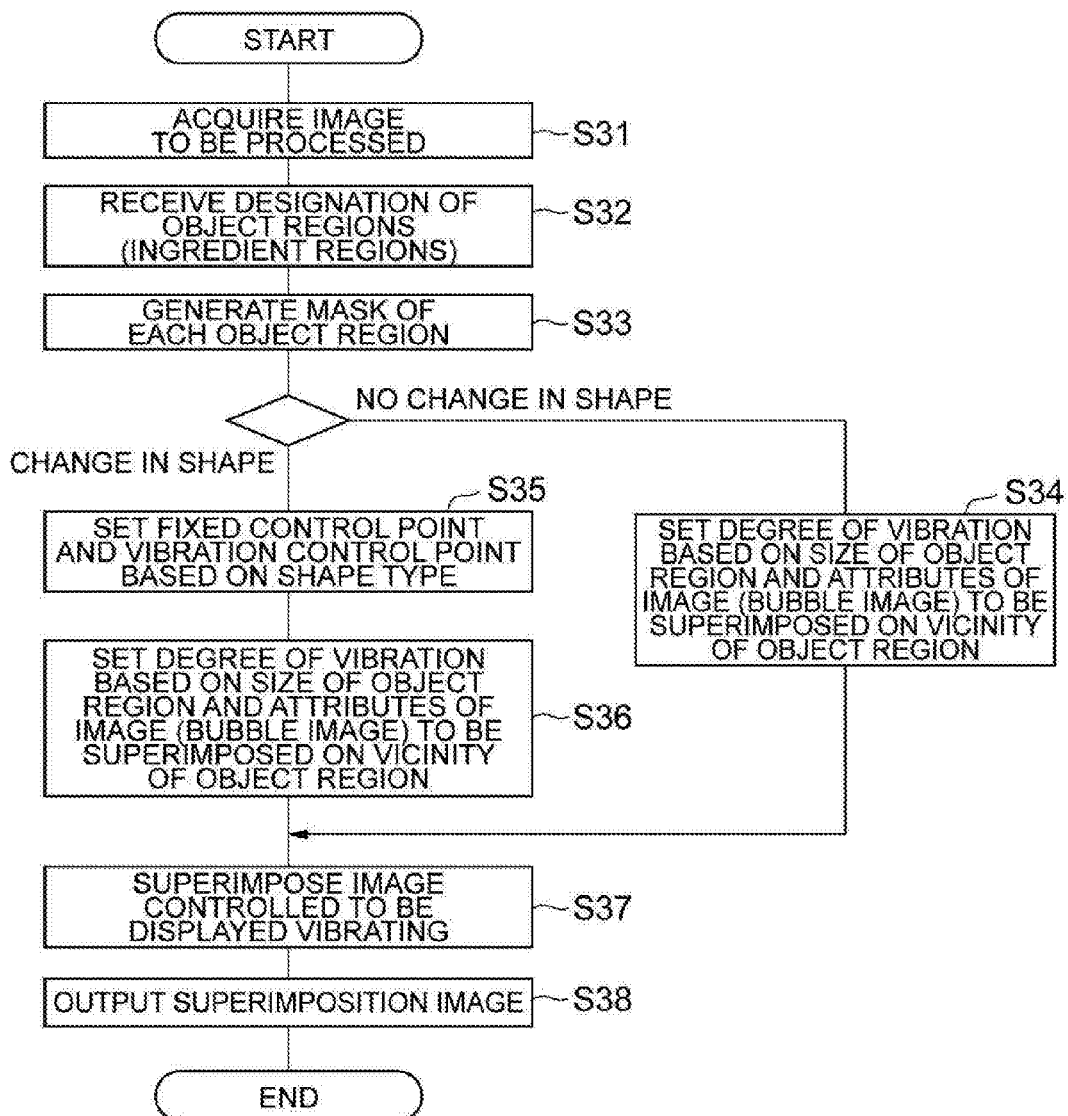 START
ACQUIRE IMAGE
TO BE PROCESSED
S31
RECEIVE DESIGNATION OF
OBJECT REGIONS
(INGREDIENT REGIONS)
S32
GENERATE MASK OF
EACH OBJECT REGION
S33
NO CHANGE IN SHAPE
CHANGE IN SHAPE
S35
SET FIXED CONTROL POINT
AND VIBRATION CONTROL POINT
BASED ON SHAPE TYPE
S34
SET DEGREE OF VIBRATION
BASED ON SIZE OF OBJECT
REGION AND ATTRIBUTES OF
IMAGE (BUBBLE IMAGE) TO BE
SUPERIMPOSED ON VICINITY
OF OBJECT REGION
SET DEGREE OF VIBRATION
BASED ON SIZE OF OBJECT
REGION AND ATTRIBUTES OF
IMAGE (BUBBLE IMAGE) TO BE
SUPERIMPOSED ON VICINITY
OF OBJECT REGION
S36
SUPERIMPOSE IMAGE
CONTROLLED TO BE
DISPLAYED VIBRATING
S37
OUTPUT SUPERIMPOSITION IMAGE
S38
END